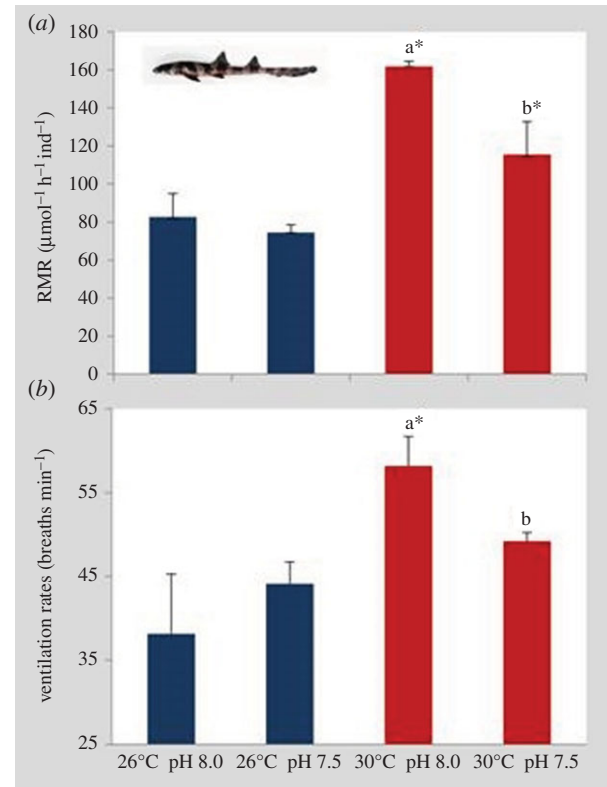 (a)
180
160
140
120
100
80
60
40
20
0
RMR (μmol⁻¹ h⁻¹ ind⁻¹)
a*
b*
(b)
65
55
45
35
25
ventilation rates (breaths min⁻¹)
a*
b
26°C pH 8.0 26°C pH 7.5 30°C pH 8.0 30°C pH 7.5